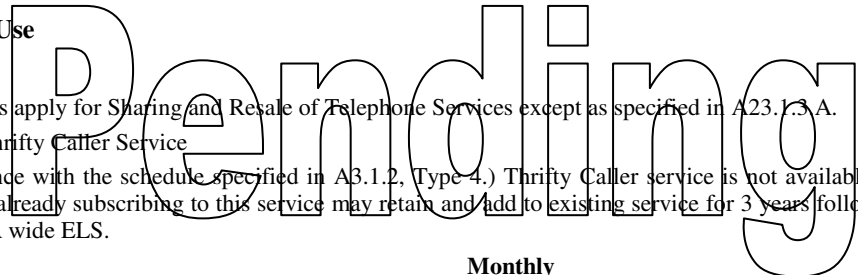 Use
Pending
s apply for Sharing and Resale of Telephone Services except as specified in A23.1.3 A.
hrifty Caller Service
nce with the schedule specified in A3.1.2, Type 4.) Thrifty Caller service is not availabl
already subscribing to this service may retain and add to existing service for 3 years follo
wide ELS.
Monthly